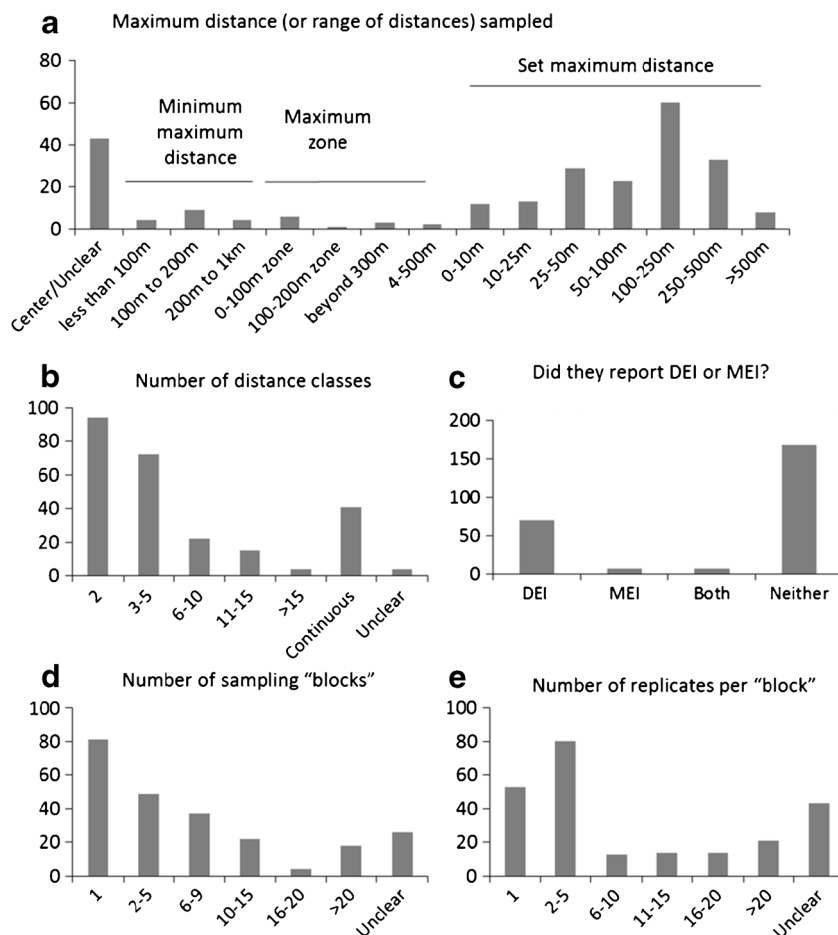 a Maximum distance (or range of distances) sampled
80
60
40
20
0
Minimum
maximum
distance
Maximum
zone
Set maximum distance
Center/Unclear
less than 100m
100m to 200m
200m to 1km
0-100m zone
100-200m zone
beyond 300m
4-500m
0-10m
10-25m
25-50m
50-100m
100-250m
250-500m
>500m
b Number of distance classes
100
80
60
40
20
0
2
3-5
6-10
11-15
>15
Continuous
Unclear
c Did they report DEI or MEI?
200
150
100
50
0
DEI MEI Both Neither
d Number of sampling “blocks”
100
80
60
40
20
0
1
2-5
6-9
10-15
16-20
>20
Unclear
e Number of replicates per “block”
100
80
60
40
20
0
1
2-5
6-10
11-15
16-20
>20
Unclear